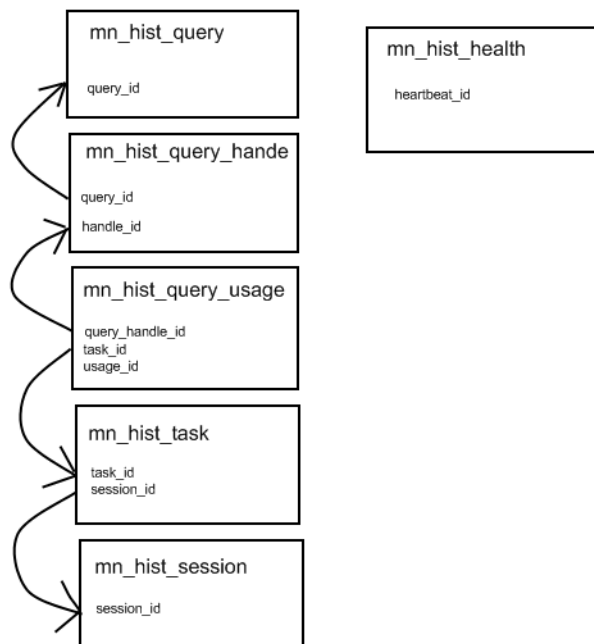 mn_hist_query
query_id
mn_hist_query_hande
query_id
handle_id
mn_hist_query_usage
query_handle_id
task_id
usage_id
mn_hist_task
task_id
session_id
mn_hist_session
session_id
mn_hist_health
heartbeat_id